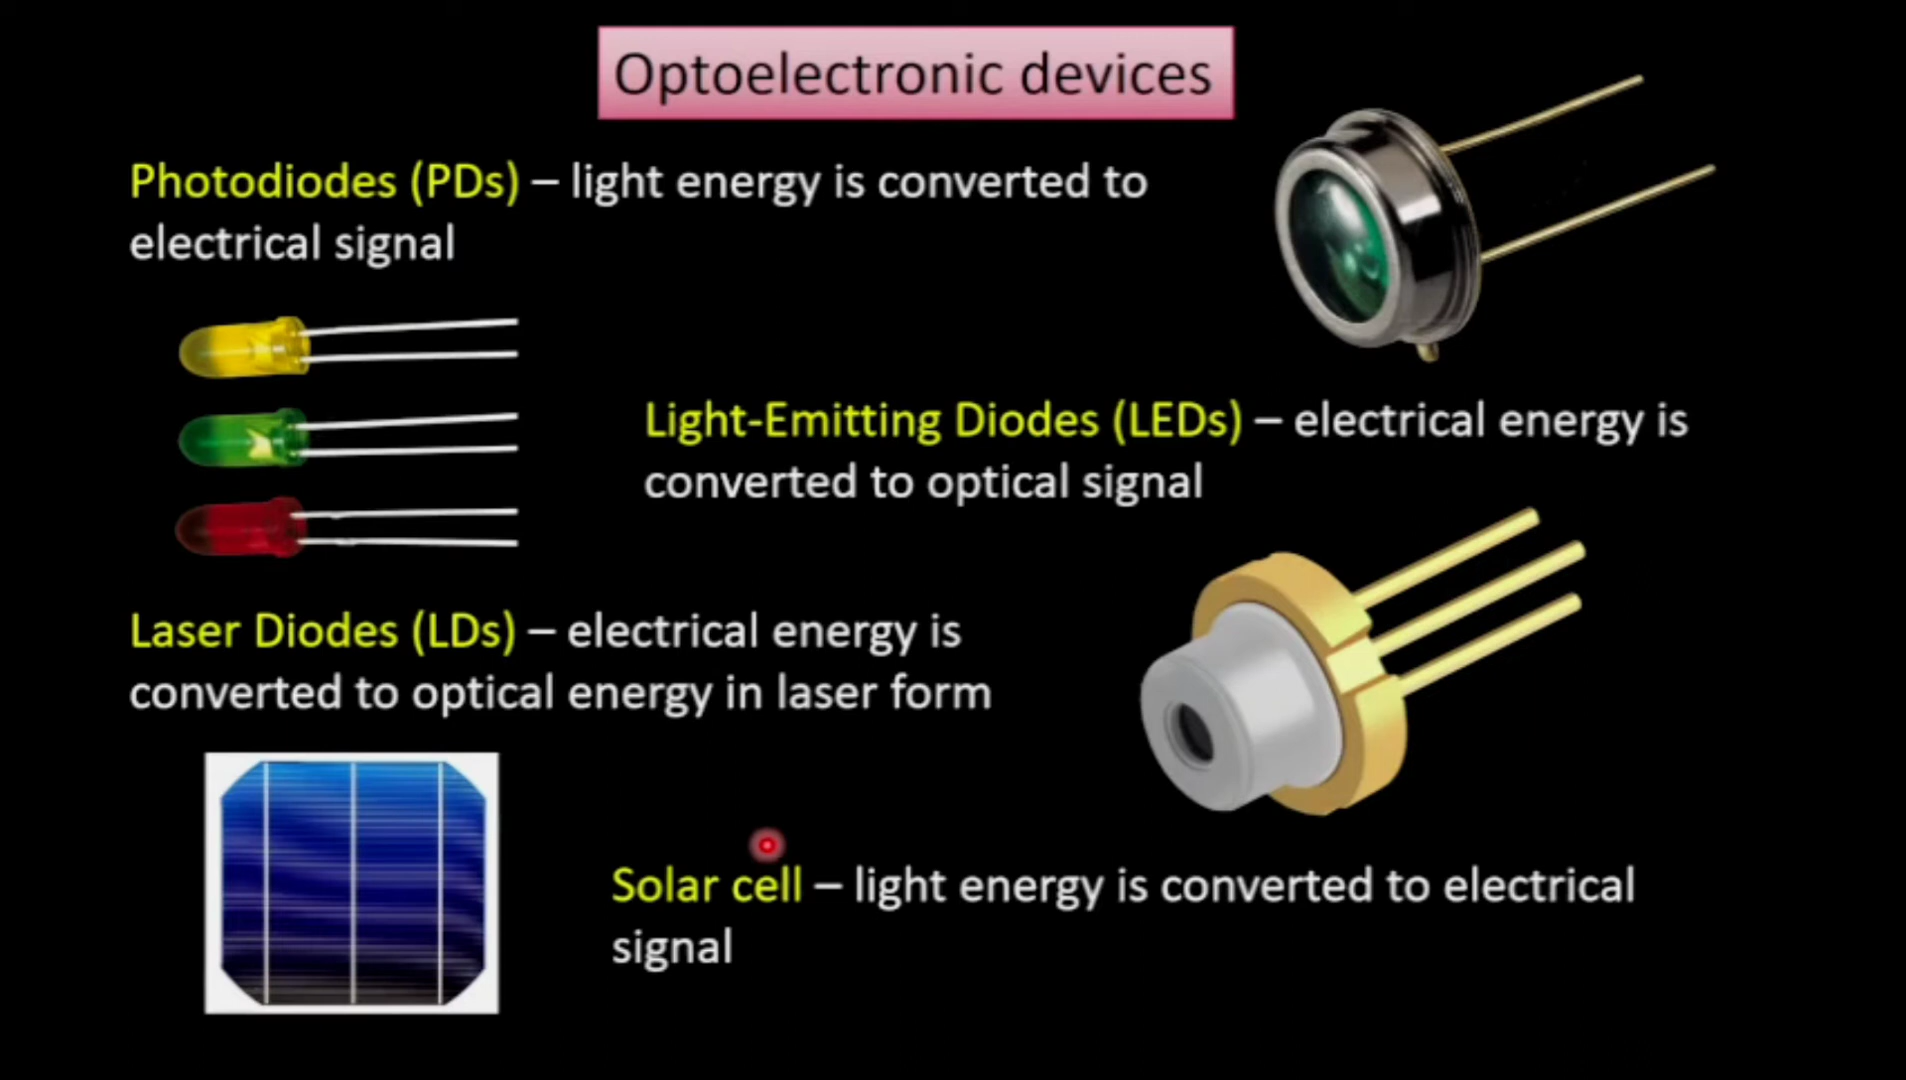 Optoelectronic devices
Photodiodes (PDs) – light energy is converted to
electrical signal
Light-Emitting Diodes (LEDs) – electrical energy is
converted to optical signal
Laser Diodes (LDs) – electrical energy is
converted to optical energy in laser form
Solar cell – light energy is converted to electrical
signal